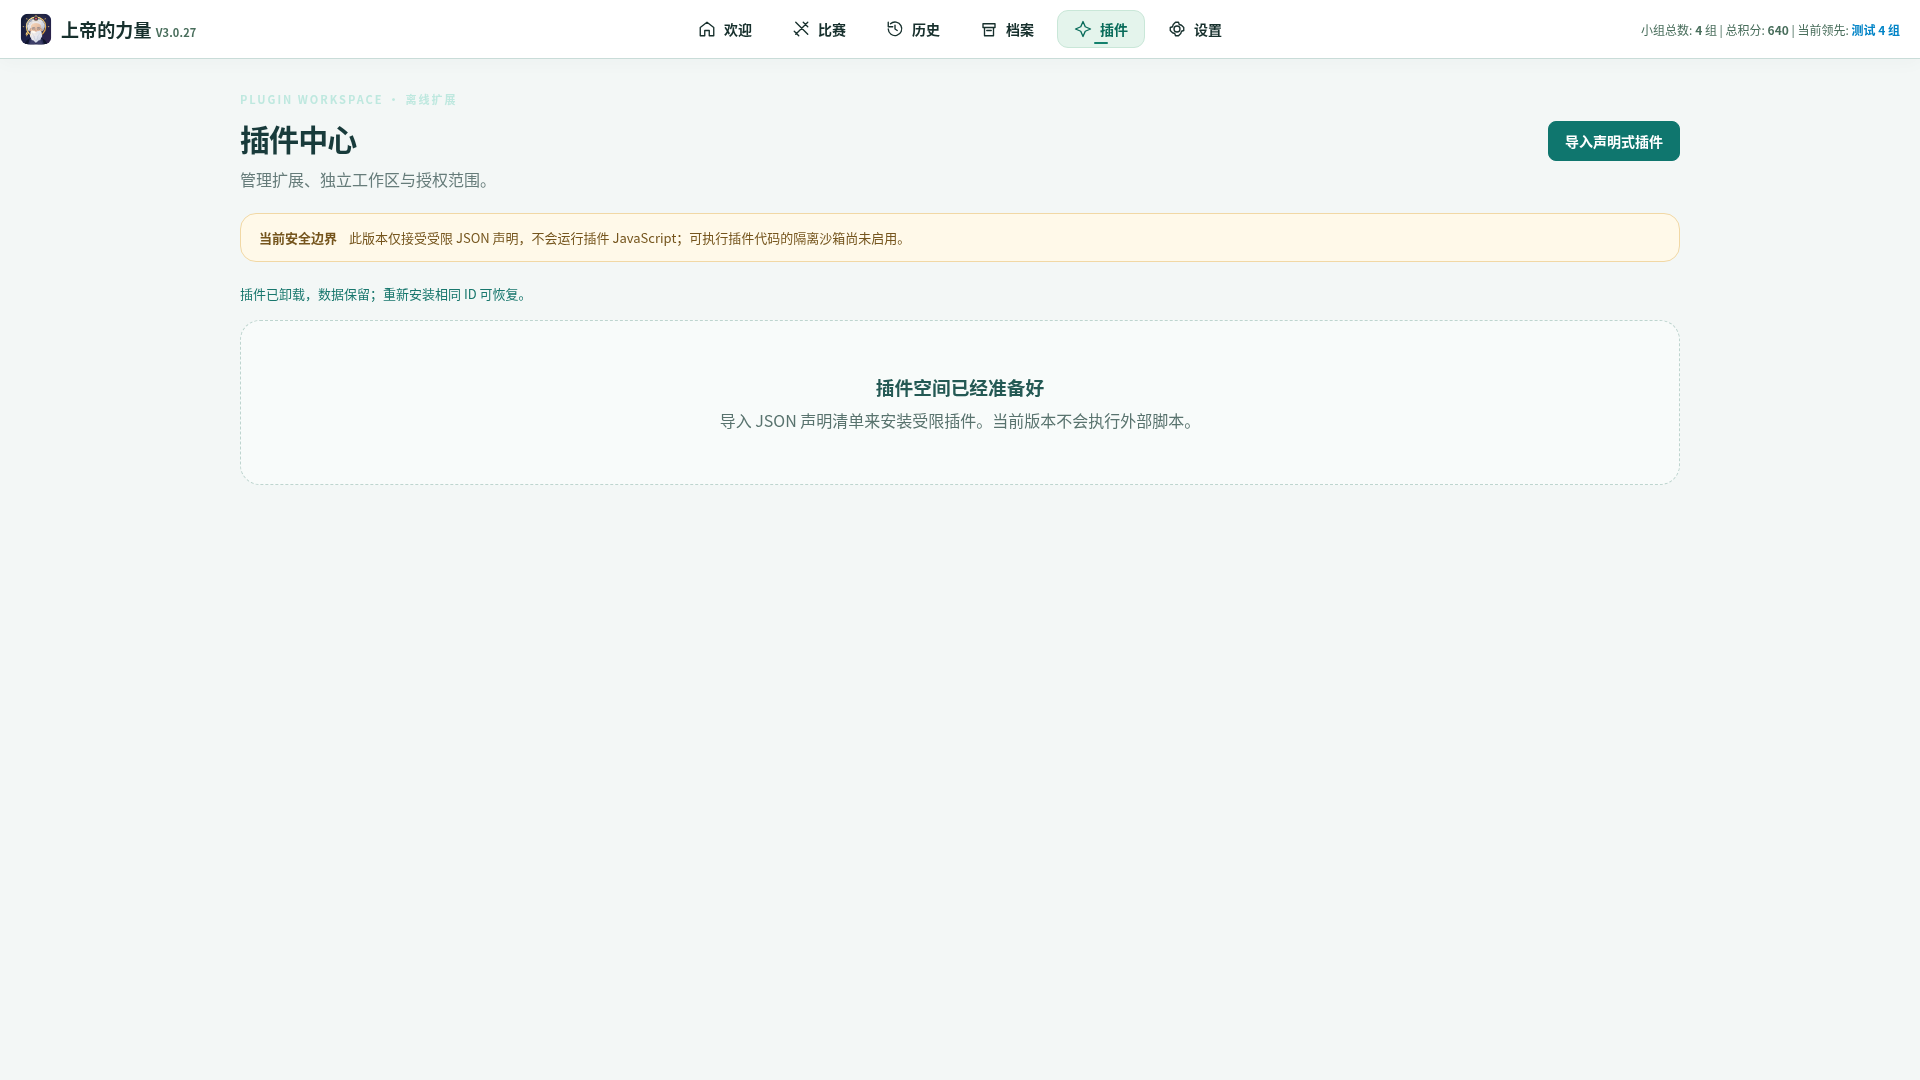 上帝的力量 V3.0.27
欢迎
比赛
历史
档案
插件
设置
小组总数: 4 组 | 总积分: 640 | 当前领先: 测试 4 组
PLUGIN WORKSPACE · 离线扩展
插件中心
管理扩展、独立工作区与授权范围。
导入声明式插件
当前安全边界 此版本仅接受受限 JSON 声明，不会运行插件 JavaScript；可执行插件代码的隔离沙箱尚未启用。
插件已卸载，数据保留；重新安装相同 ID 可恢复。
插件空间已经准备好
导入 JSON 声明清单来安装受限插件。当前版本不会执行外部脚本。